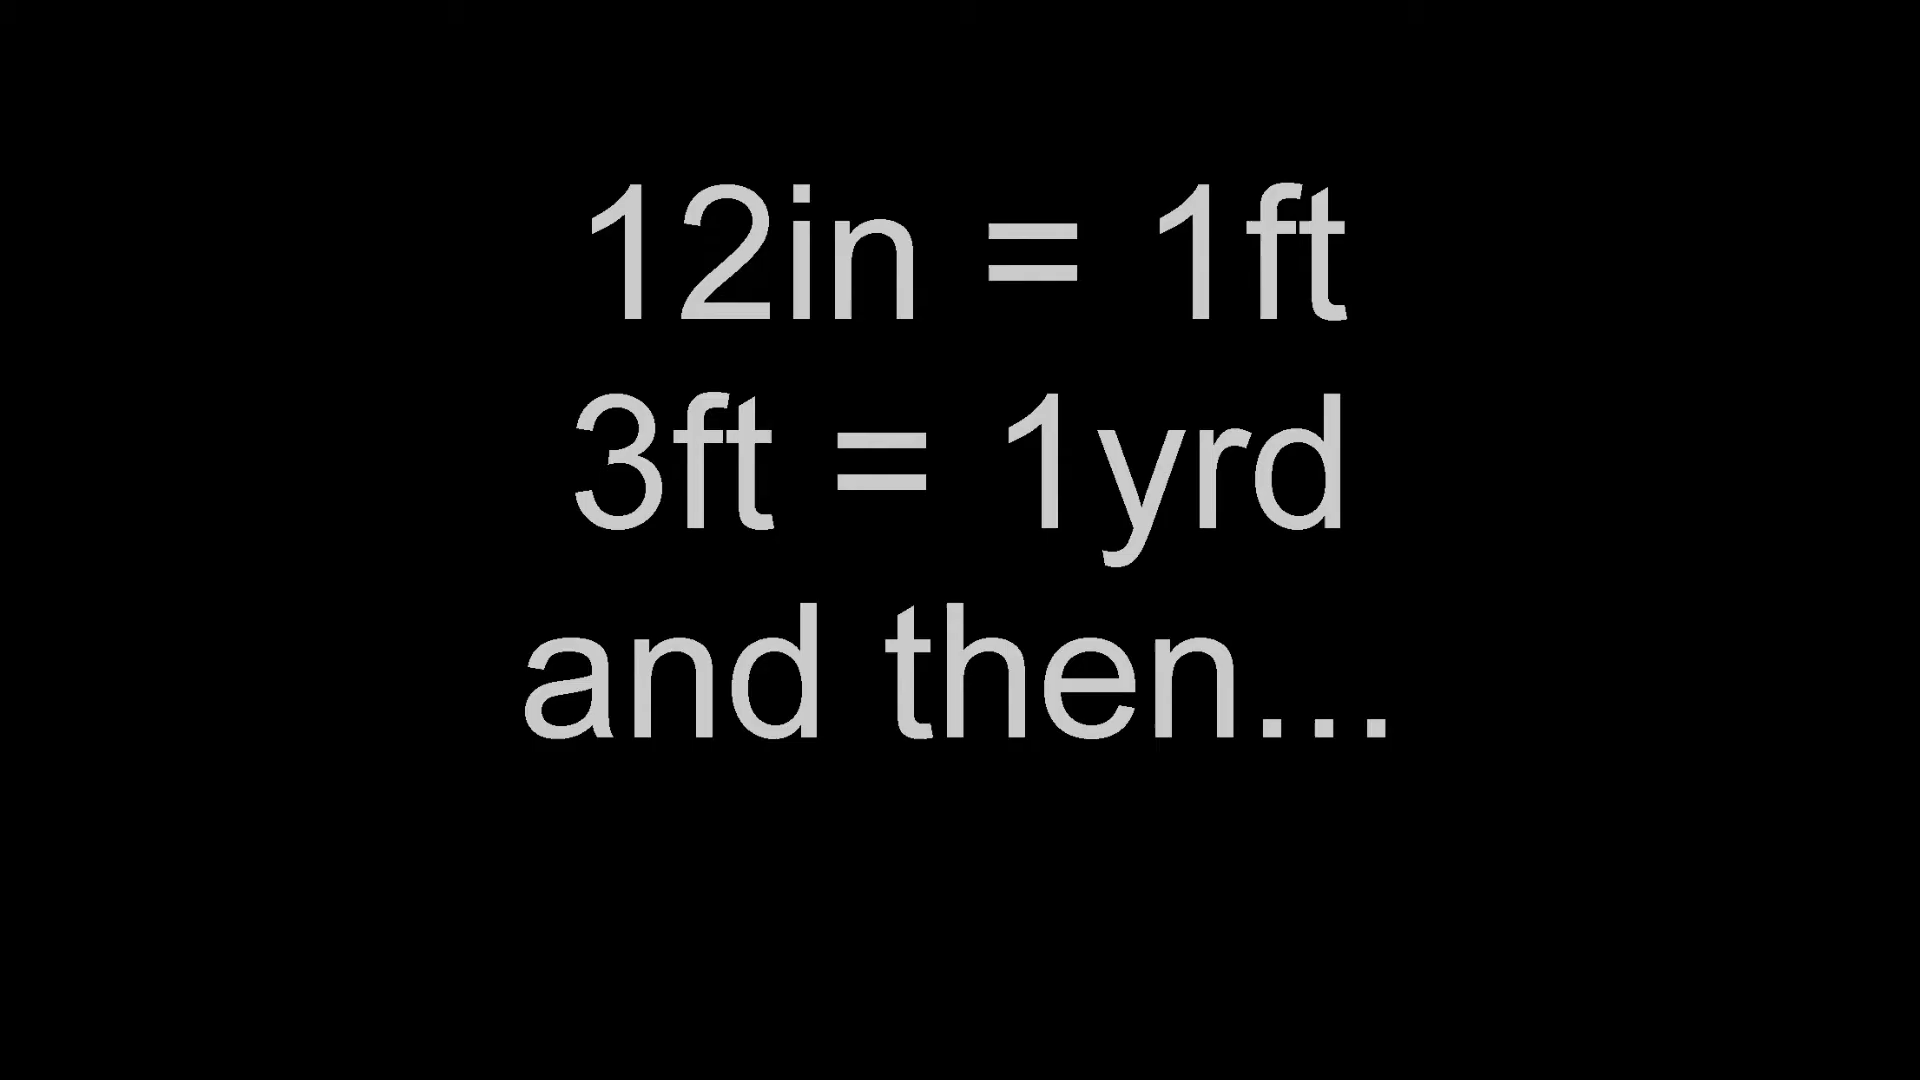 12in = 1ft
3ft = 1yrd
and then...